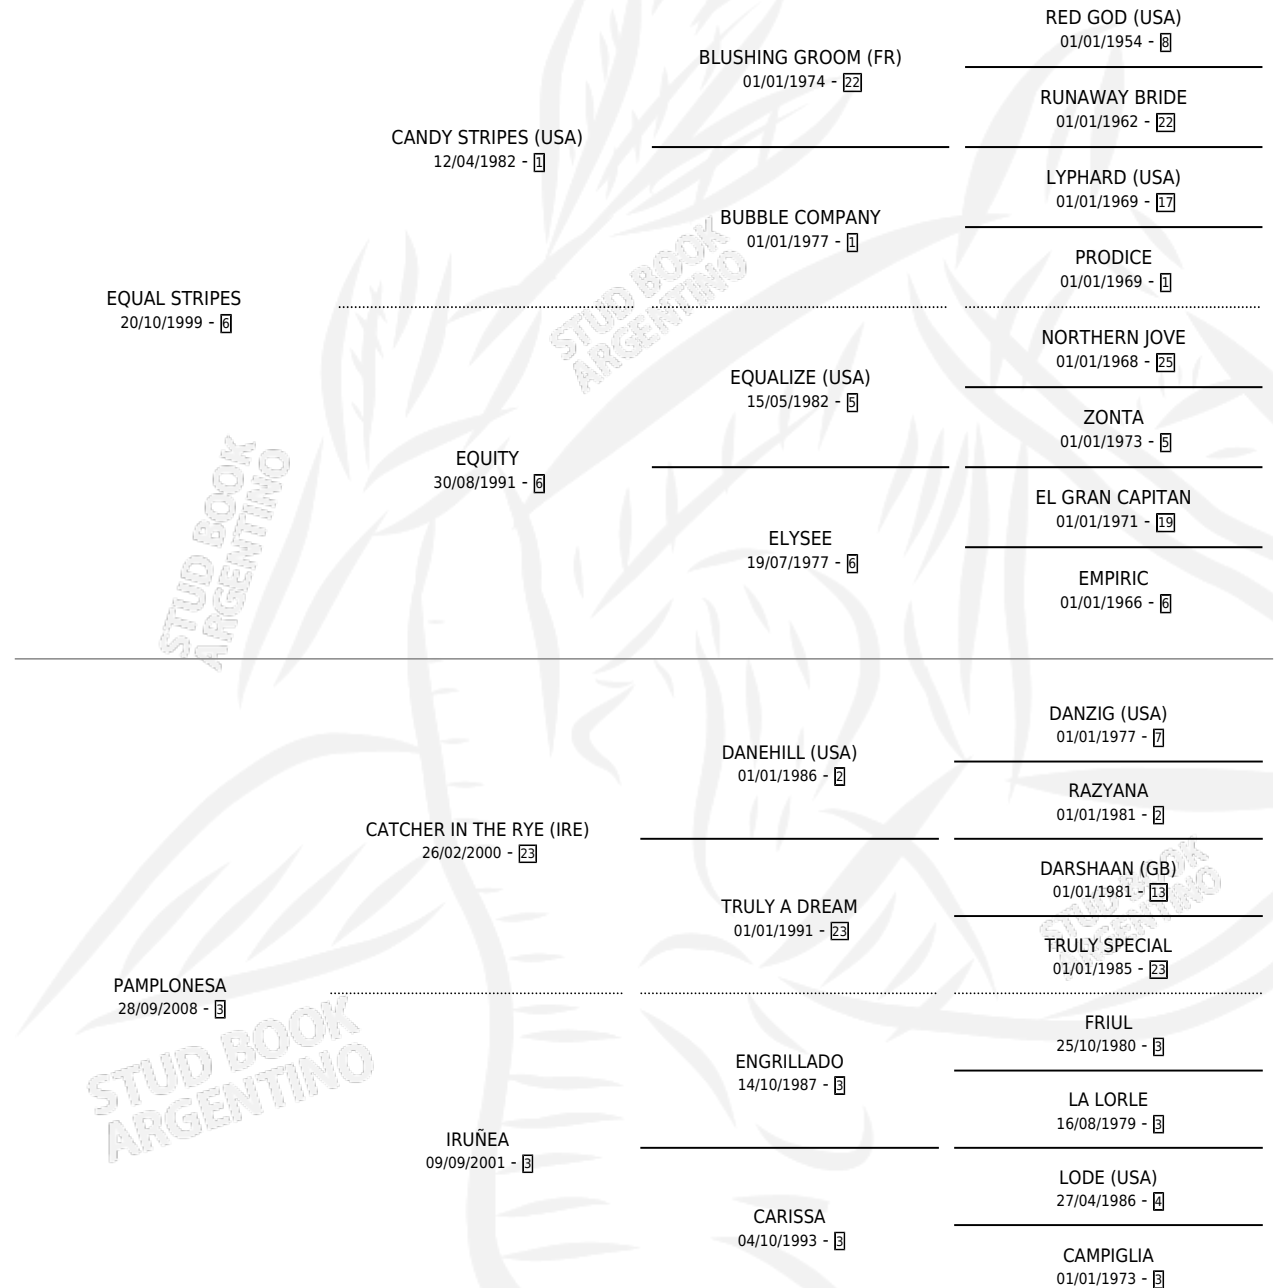 RED GOD (USA)
01/01/1954 - 8
BLUSHING GROOM (FR)
01/01/1974 - 22
RUNAWAY BRIDE
01/01/1962 - 22
CANDY STRIPES (USA)
12/04/1982 - 1
LYPHARD (USA)
01/01/1969 - 17
BUBBLE COMPANY
01/01/1977 - 1
PRODICE
01/01/1969 - 1
EQUAL STRIPES
20/10/1999 - 6
STUD BOOK
ARGENTINO
NORTHERN JOVE
01/01/1968 - 25
EQUALIZE (USA)
15/05/1982 - 5
ZONTA
01/01/1973 - 5
EQUITY
30/08/1991 - 6
EL GRAN CAPITAN
01/01/1971 - 19
ELYSEE
19/07/1977 - 6
EMPIRIC
01/01/1966 - 6
STUD BOOK
ARGENTINO
DANZIG (USA)
01/01/1977 - 7
DANEHILL (USA)
01/01/1986 - 2
RAZYANA
01/01/1981 - 2
CATCHER IN THE RYE (IRE)
26/02/2000 - 23
DARSHAAN (GB)
01/01/1981 - 13
TRULY A DREAM
01/01/1991 - 23
STUD BOOK
ARGENTINO
TRULY SPECIAL
01/01/1985 - 23
PAMPLONESA
28/09/2008 - 3
FRIUL
25/10/1980 - 3
ENGRILLADO
14/10/1987 - 3
STUD BOOK
ARGENTINO
LA LORLE
16/08/1979 - 3
IRUÑEA
09/09/2001 - 3
LODE (USA)
27/04/1986 - 4
CARISSA
04/10/1993 - 3
CAMPIGLIA
01/01/1973 - 3